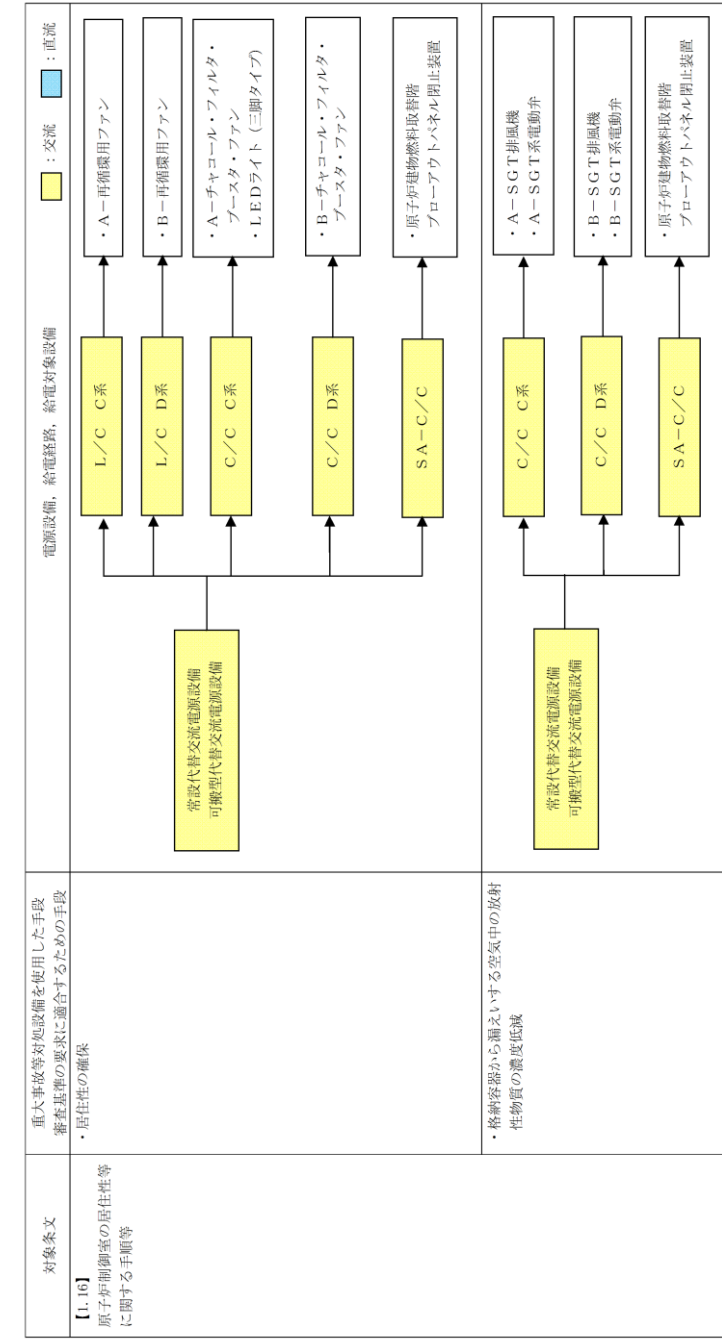 対象条文
重大事故等対処設備を使用した手段
審査基準の要求に適合するための手段
電源設備，給電経路，給電対象設備
：交流
：直流
【1.16】
原子炉制御室の居住性等
に関する手順等
・居住性の確保
常設代替交流電源設備
可搬型代替交流電源設備
Ｌ／Ｃ　Ｃ系
・Ａ－再循環用ファン
Ｌ／Ｃ　Ｄ系
・Ｂ－再循環用ファン
Ｃ／Ｃ　Ｃ系
・Ａ－チャコール・フィルタ・
ブースタ・ファン
・ＬＥＤライト（三脚タイプ）
Ｃ／Ｃ　Ｄ系
・Ｂ－チャコール・フィルタ・
ブースタ・ファン
ＳＡ－Ｃ／Ｃ
・原子炉建物燃料取替階
ブローアウトパネル閉止装置
・格納容器から漏えいする空気中の放射
性物質の濃度低減
常設代替交流電源設備
可搬型代替交流電源設備
Ｃ／Ｃ　Ｃ系
・Ａ－ＳＧＴ排風機
・Ａ－ＳＧＴ系電動弁
Ｃ／Ｃ　Ｄ系
・Ｂ－ＳＧＴ排風機
・Ｂ－ＳＧＴ系電動弁
ＳＡ－Ｃ／Ｃ
・原子炉建物燃料取替階
ブローアウトパネル閉止装置